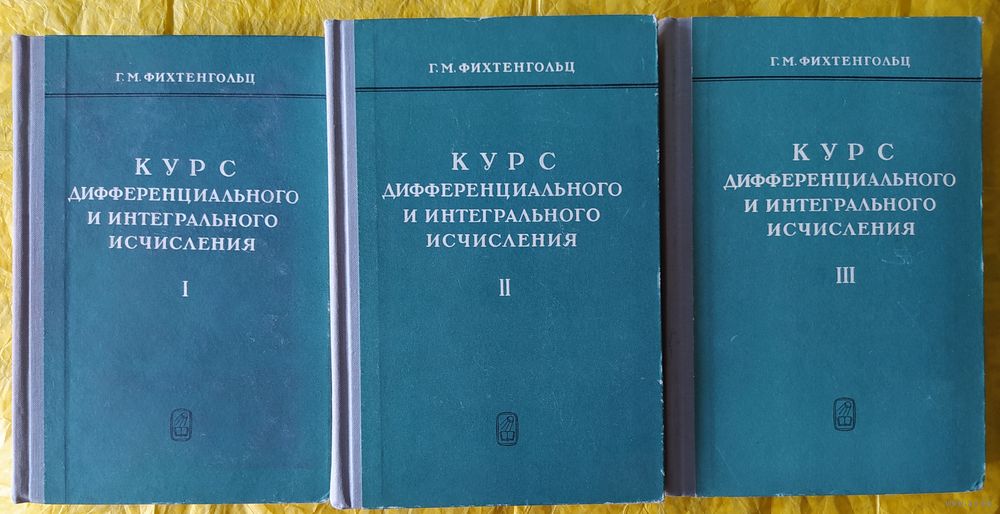 Г. М. ФИХТЕНГОЛЬЦ
КУРС
ДИФФЕРЕНЦИАЛЬНОГО
И ИНТЕГРАЛЬНОГО
ИСЧИСЛЕНИЯ
I
Г. М. ФИХТЕНГОЛЬЦ
КУРС
ДИФФЕРЕНЦИАЛЬНОГО
И ИНТЕГРАЛЬНОГО
ИСЧИСЛЕНИЯ
II
Г. М. ФИХТЕНГОЛЬЦ
КУРС
ДИФФЕРЕНЦИАЛЬНОГО
И ИНТЕГРАЛЬНОГО
ИСЧИСЛЕНИЯ
III